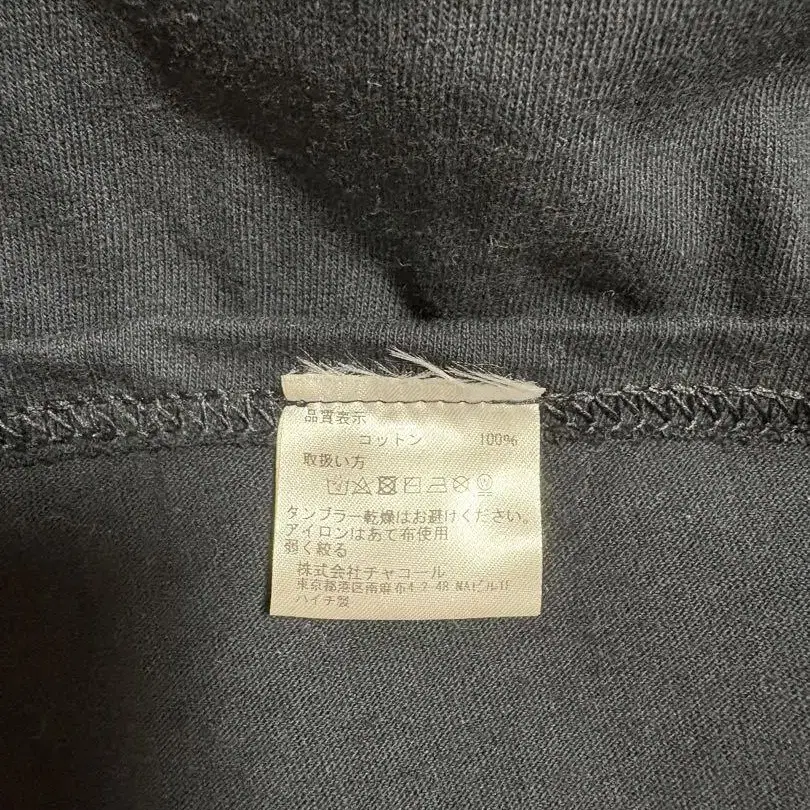 品質表示
コットン 100%
取扱い方
タンブラー乾燥はお避けください。
アイロンはあて布使用
弱く絞る
株式会社チャコール
東京都港区南麻布4-2-48 NAビル1F
ハイチ製